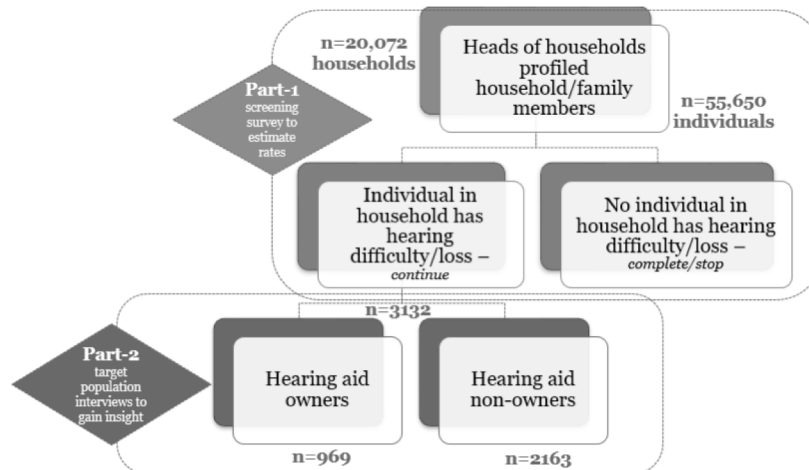 n=20,072
households
Heads of households
profiled
household/family
members
n=55,650
individuals
Part-1
screening
survey to
estimate
rates
Individual in
household has
hearing
difficulty/loss –
continue
No individual in
household has hearing
difficulty/loss –
complete/stop
n=3132
Part-2
target
population
interviews to
gain insight
Hearing aid
owners
Hearing aid
non-owners
n=969
n=2163